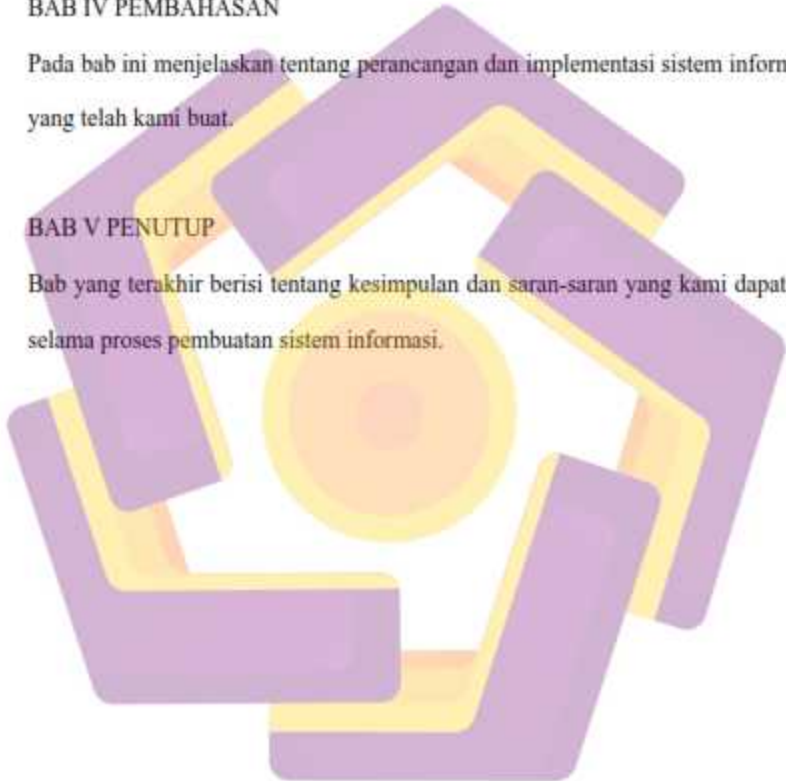 BAB IV PEMBAHASAN
Pada bab ini menjelaskan tentang perancangan dan implementasi sistem inform
yang telah kami buat.
BAB V PENUTUP
Bab yang terakhir berisi tentang kesimpulan dan saran-saran yang kami dapat
selama proses pembuatan sistem informasi.